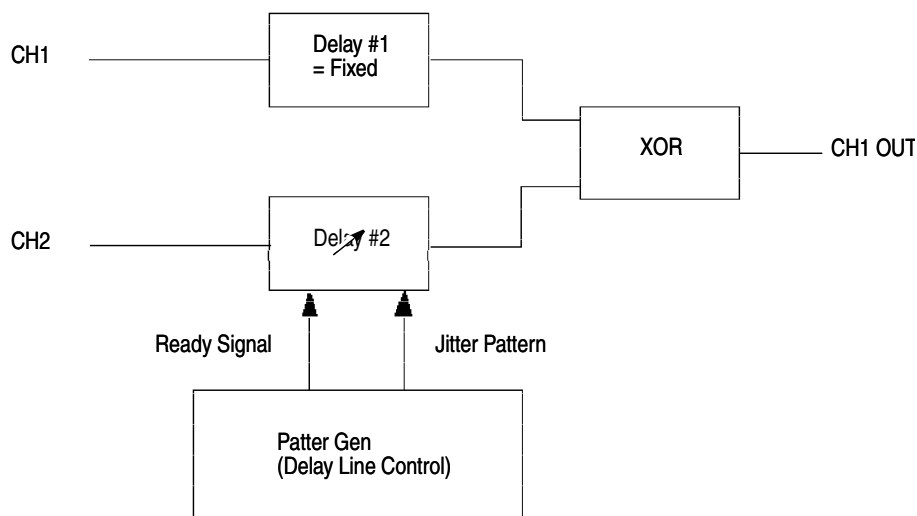 CH1
Delay #1
= Fixed
XOR
CH1 OUT
CH2
Delay #2
Ready Signal
Jitter Pattern
Patter Gen
(Delay Line Control)